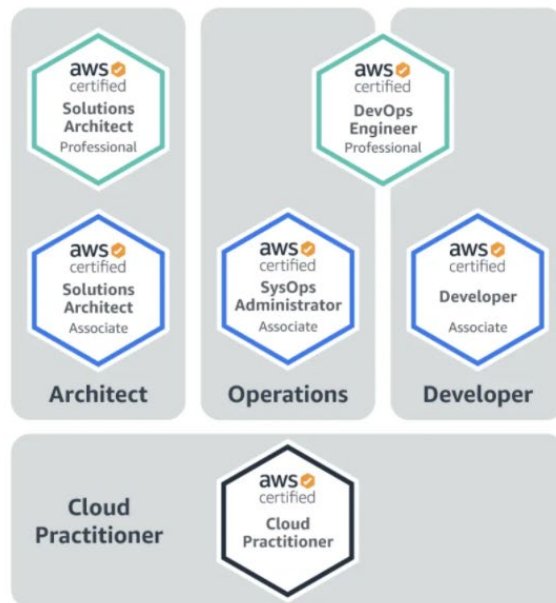 aws
certified
Solutions
Architect
Professional
aws
certified
DevOps
Engineer
Professional
aws
certified
Solutions
Architect
Associate
aws
certified
SysOps
Administrator
Associate
aws
certified
Developer
Associate
Architect
Operations
Developer
Cloud
Practitioner
aws
certified
Cloud
Practitioner